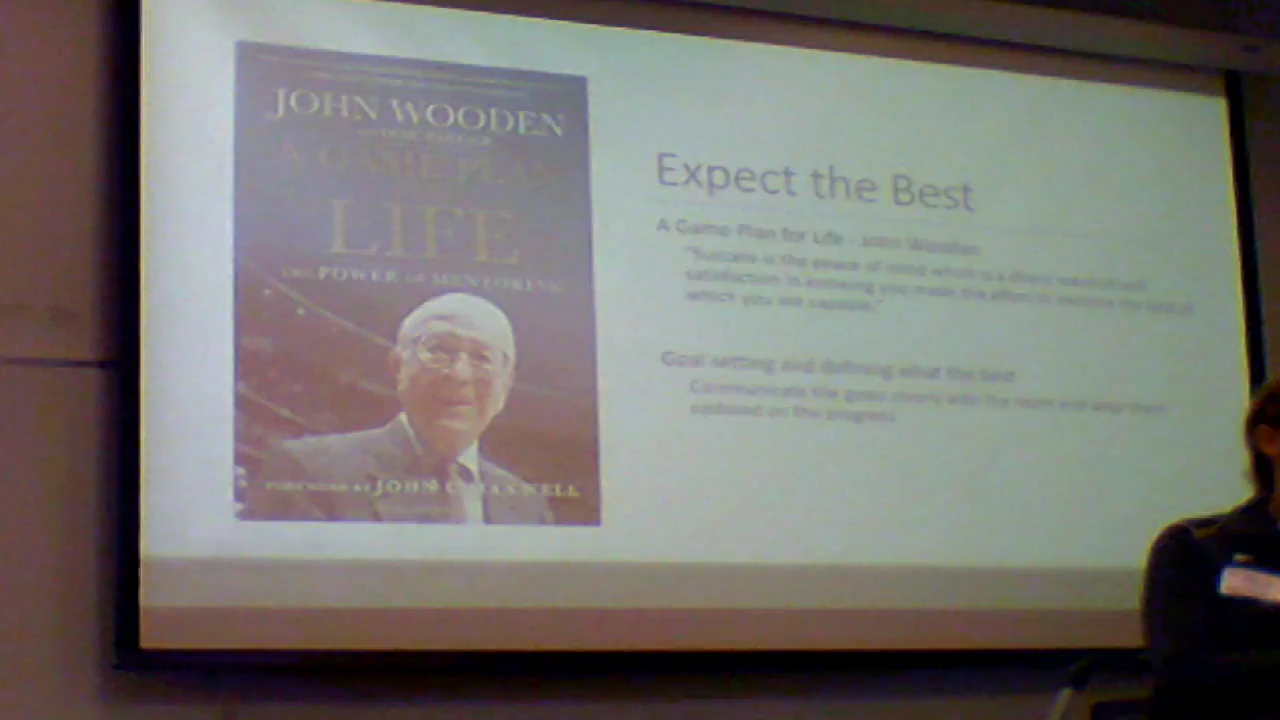 JOHN WOODEN
A GAME PLAN
LIFE
THE POWER OF MENTORING
FOREWORD BY JOHN C. MAXWELL
Expect the Best
A Game Plan for Life - John Wooden
"Success is the peace of mind which is a direct result of self-
satisfaction in knowing you made the effort to become the best of
which you are capable."
Goal setting and defining what the best
Communicate the goals clearly with the team and keep them
updated on the progress